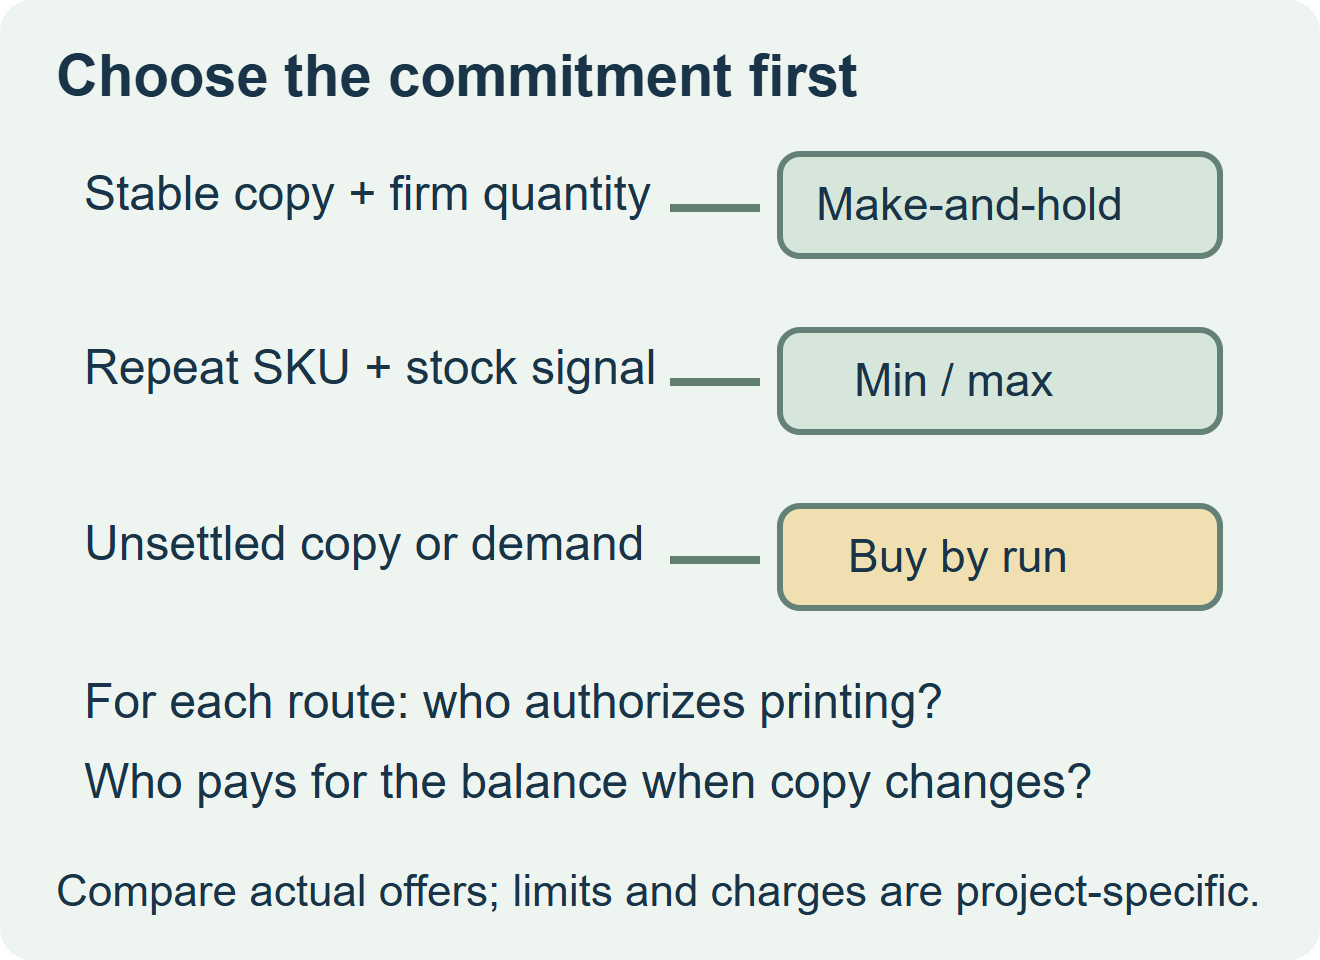 Choose the commitment first
Stable copy + firm quantity
Make-and-hold
Repeat SKU + stock signal
Min / max
Unsettled copy or demand
Buy by run
For each route: who authorizes printing?
Who pays for the balance when copy changes?
Compare actual offers; limits and charges are project-specific.